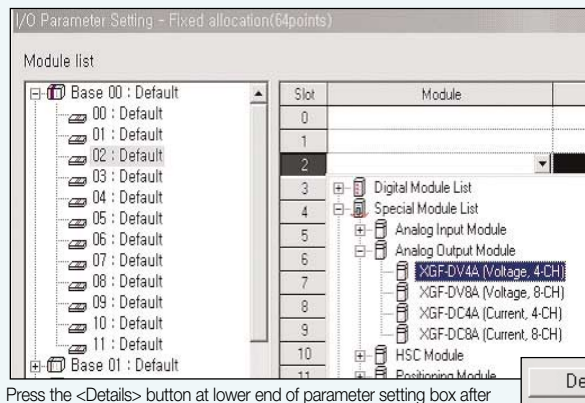 I/O Parameter Setting - Fixed allocation(64points)
Module list
Base 00 : Default
00 : Default
01 : Default
02 : Default
03 : Default
04 : Default
05 : Default
06 : Default
07 : Default
08 : Default
09 : Default
10 : Default
11 : Default
Base 01 : Default
Slot Module
0
1
2
3 Digital Module List
4 Special Module List
5 Analog Input Module
6 Analog Output Module
XGF-DV4A (Voltage, 4-CH)
7 XGF-DV8A (Voltage, 8-CH)
8 XGF-DC4A (Current, 4-CH)
9 XGF-DC8A (Current, 8-CH)
10 HSC Module
11 Positioning Module
De
Press the <Details> button at lower end of parameter setting box after